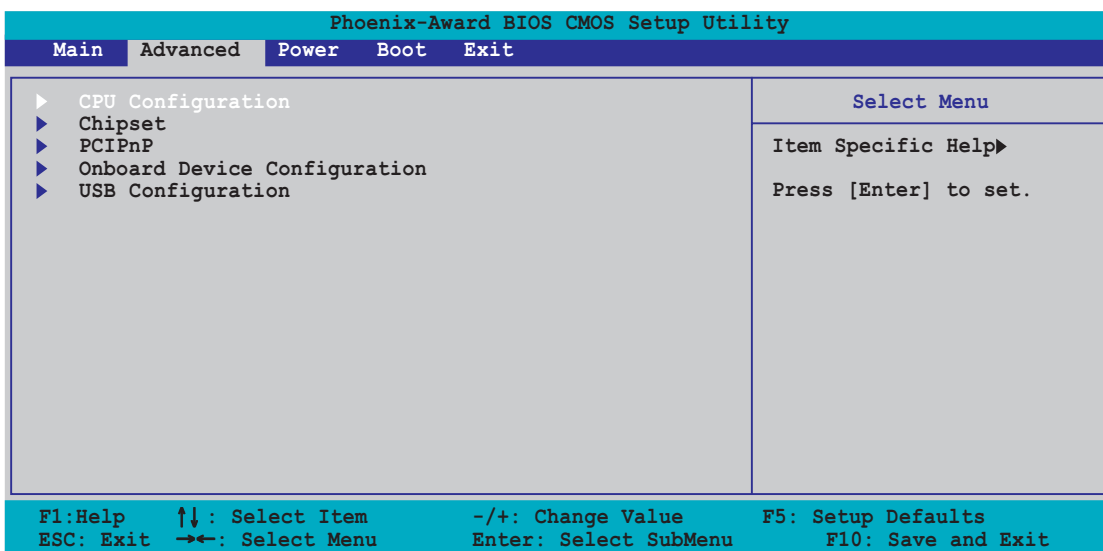 Phoenix-Award BIOS CMOS Setup Utility
Main Advanced Power Boot Exit
CPU Configuration
Chipset
PCIPnP
Onboard Device Configuration
USB Configuration
Select Menu
Item Specific Help
Press [Enter] to set.
F1:Help ↑↓: Select Item -/+: Change Value F5: Setup Defaults
ESC: Exit →←: Select Menu Enter: Select SubMenu F10: Save and Exit